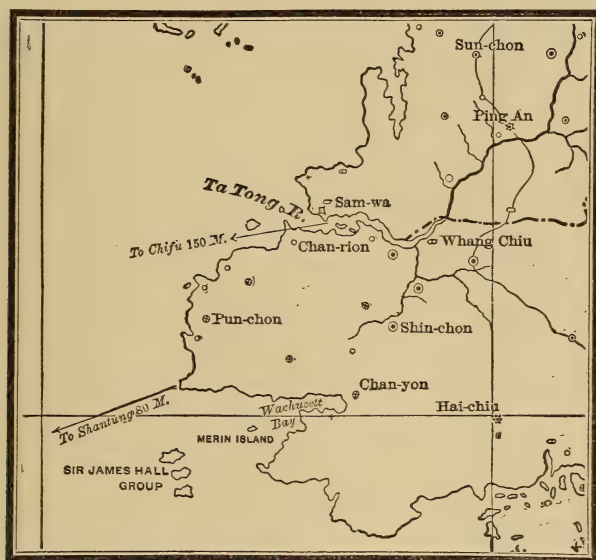 Sun-chon
Ping An
Ta Tong R.
Sam-wa
To Chifu 150 M.
Chan-rion
Whang Chiu
Pun-chon
Shin-chon
Chan-yon
To Shantung 80 M.
Wachusett
Bay
Hai-chiu
MERIN ISLAND
SIR JAMES HALL
GROUP